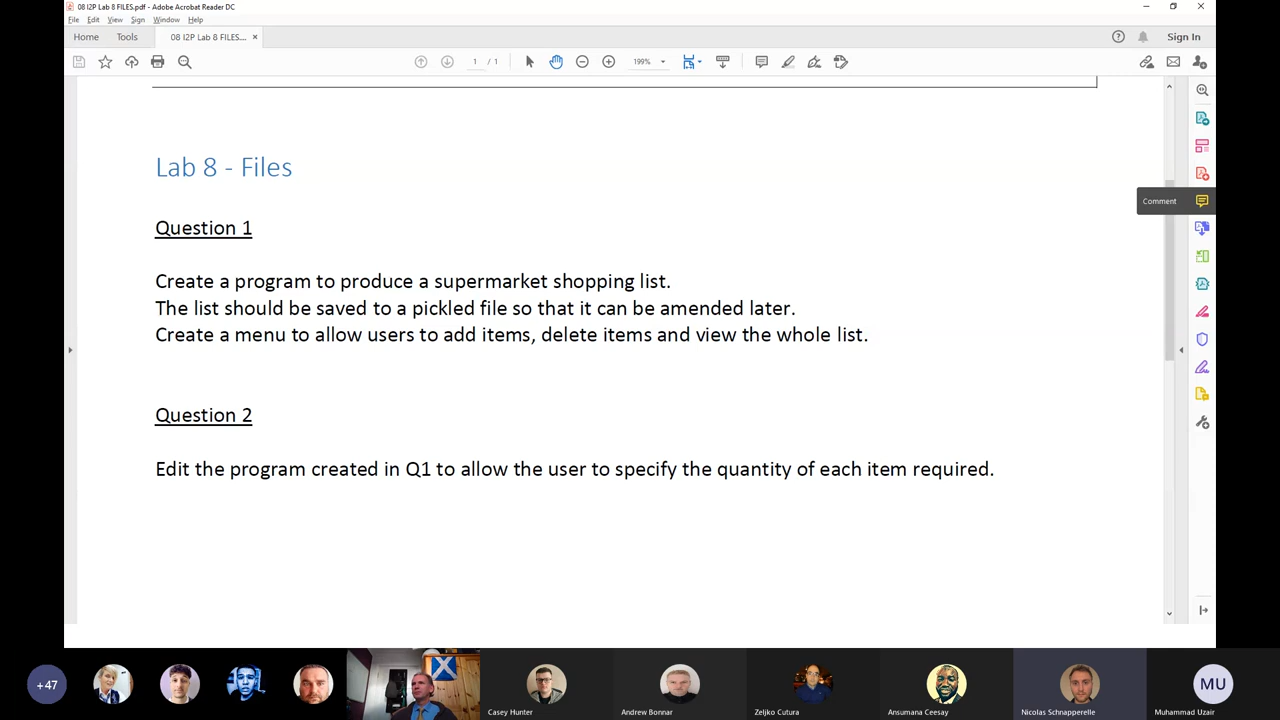 08 I2P Lab 8 FILES.pdf - Adobe Acrobat Reader DC
File Edit View Sign Window Help
Home Tools 08 I2P Lab 8 FILES... × Sign In
1 / 1 199%
Lab 8 - Files
Comment
Question 1
Create a program to produce a supermarket shopping list.
The list should be saved to a pickled file so that it can be amended later.
Create a menu to allow users to add items, delete items and view the whole list.
Question 2
Edit the program created in Q1 to allow the user to specify the quantity of each item required.
+47 MU
Casey Hunter Andrew Bonnar Zeljko Cutura Ansumana Ceesay Nicolas Schnapperelle Muhammad Uzair